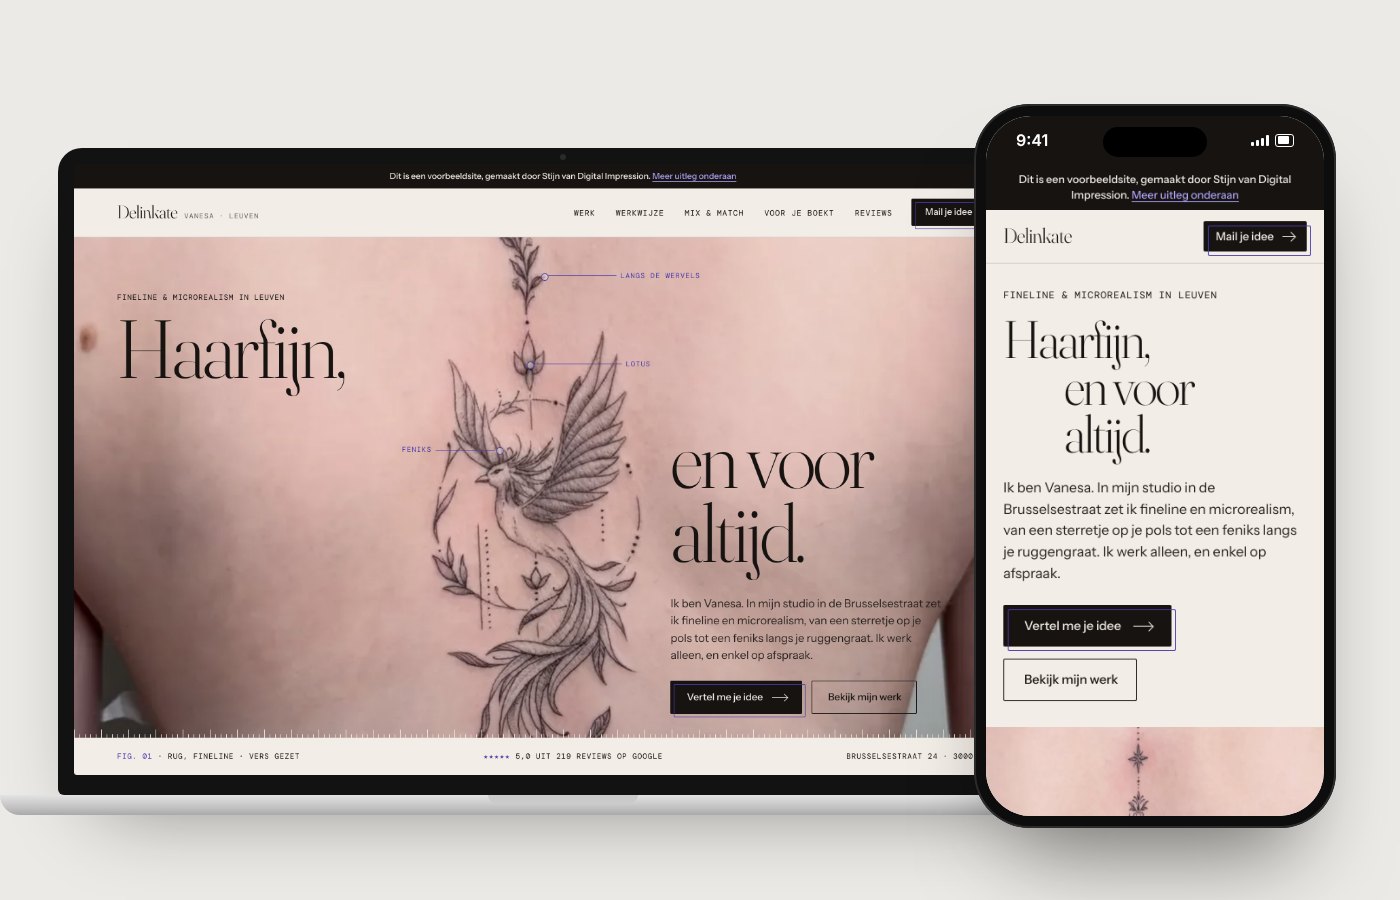 Dit is een voorbeeldsite, gemaakt door Stijn van Digital Impression. Meer uitleg onderaan
Delinkate VANESA · LEUVEN
WERK WERKWIJZE MIX & MATCH VOOR JE BOEKT REVIEWS Mail je idee
LANGS DE WERVELS
FINELINE & MICROREALISM IN LEUVEN
Haarfijn,
LOTUS
FENIKS
en voor
altijd.
Ik ben Vanesa. In mijn studio in de Brusselsestraat zet
ik fineline en microrealism, van een sterretje op je
pols tot een feniks langs je ruggengraat. Ik werk
alleen, en enkel op afspraak.
Vertel me je idee
Bekijk mijn werk
FIG. 01 · RUG, FINELINE · VERS GEZET
★★★★★ 5,0 UIT 219 REVIEWS OP GOOGLE
BRUSSELSESTRAAT 24 · 3000
9:41
Dit is een voorbeeldsite, gemaakt door Stijn van Digital
Impression. Meer uitleg onderaan
Delinkate
Mail je idee
FINELINE & MICROREALISM IN LEUVEN
Haarfijn,
en voor
altijd.
Ik ben Vanesa. In mijn studio in de
Brusselsestraat zet ik fineline en microrealism,
van een sterretje op je pols tot een feniks langs
je ruggengraat. Ik werk alleen, en enkel op
afspraak.
Vertel me je idee
Bekijk mijn werk